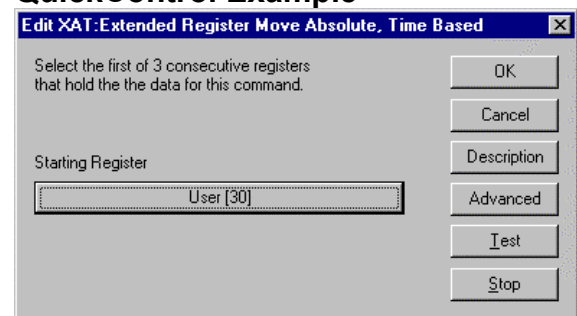 QuickControl Example
Edit XAT:Extended Register Move Absolute, Time Based
Select the first of 3 consecutive registers
that hold the the data for this command.
OK
Cancel
Starting Register
Description
User [30]
Advanced
Test
Stop